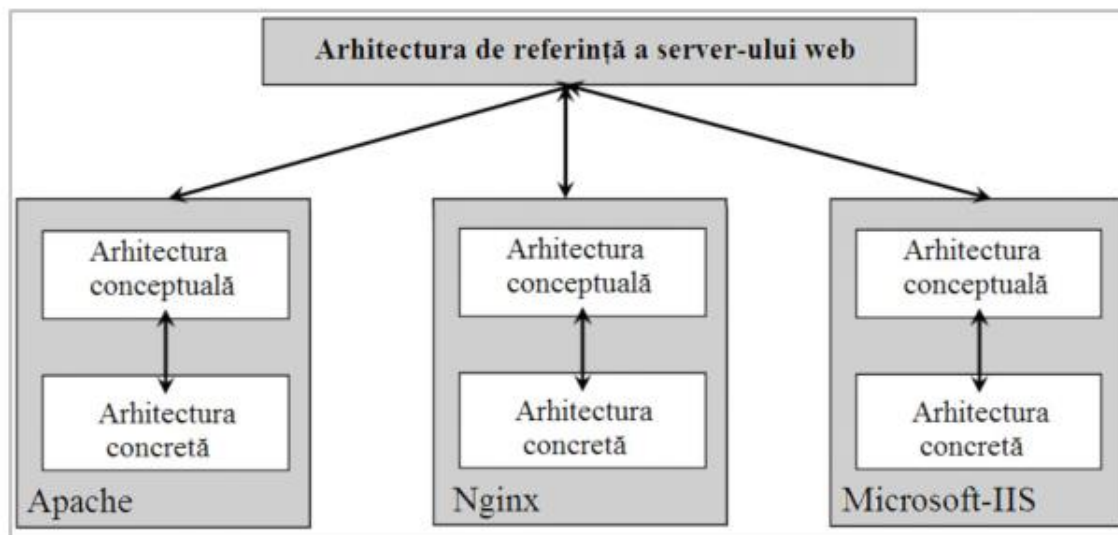 Arhitectura de referință a server-ului web
Arhitectura
conceptuală
Arhitectura
concretă
Apache
Arhitectura
conceptuală
Arhitectura
concretă
Nginx
Arhitectura
conceptuală
Arhitectura
concretă
Microsoft-IIS